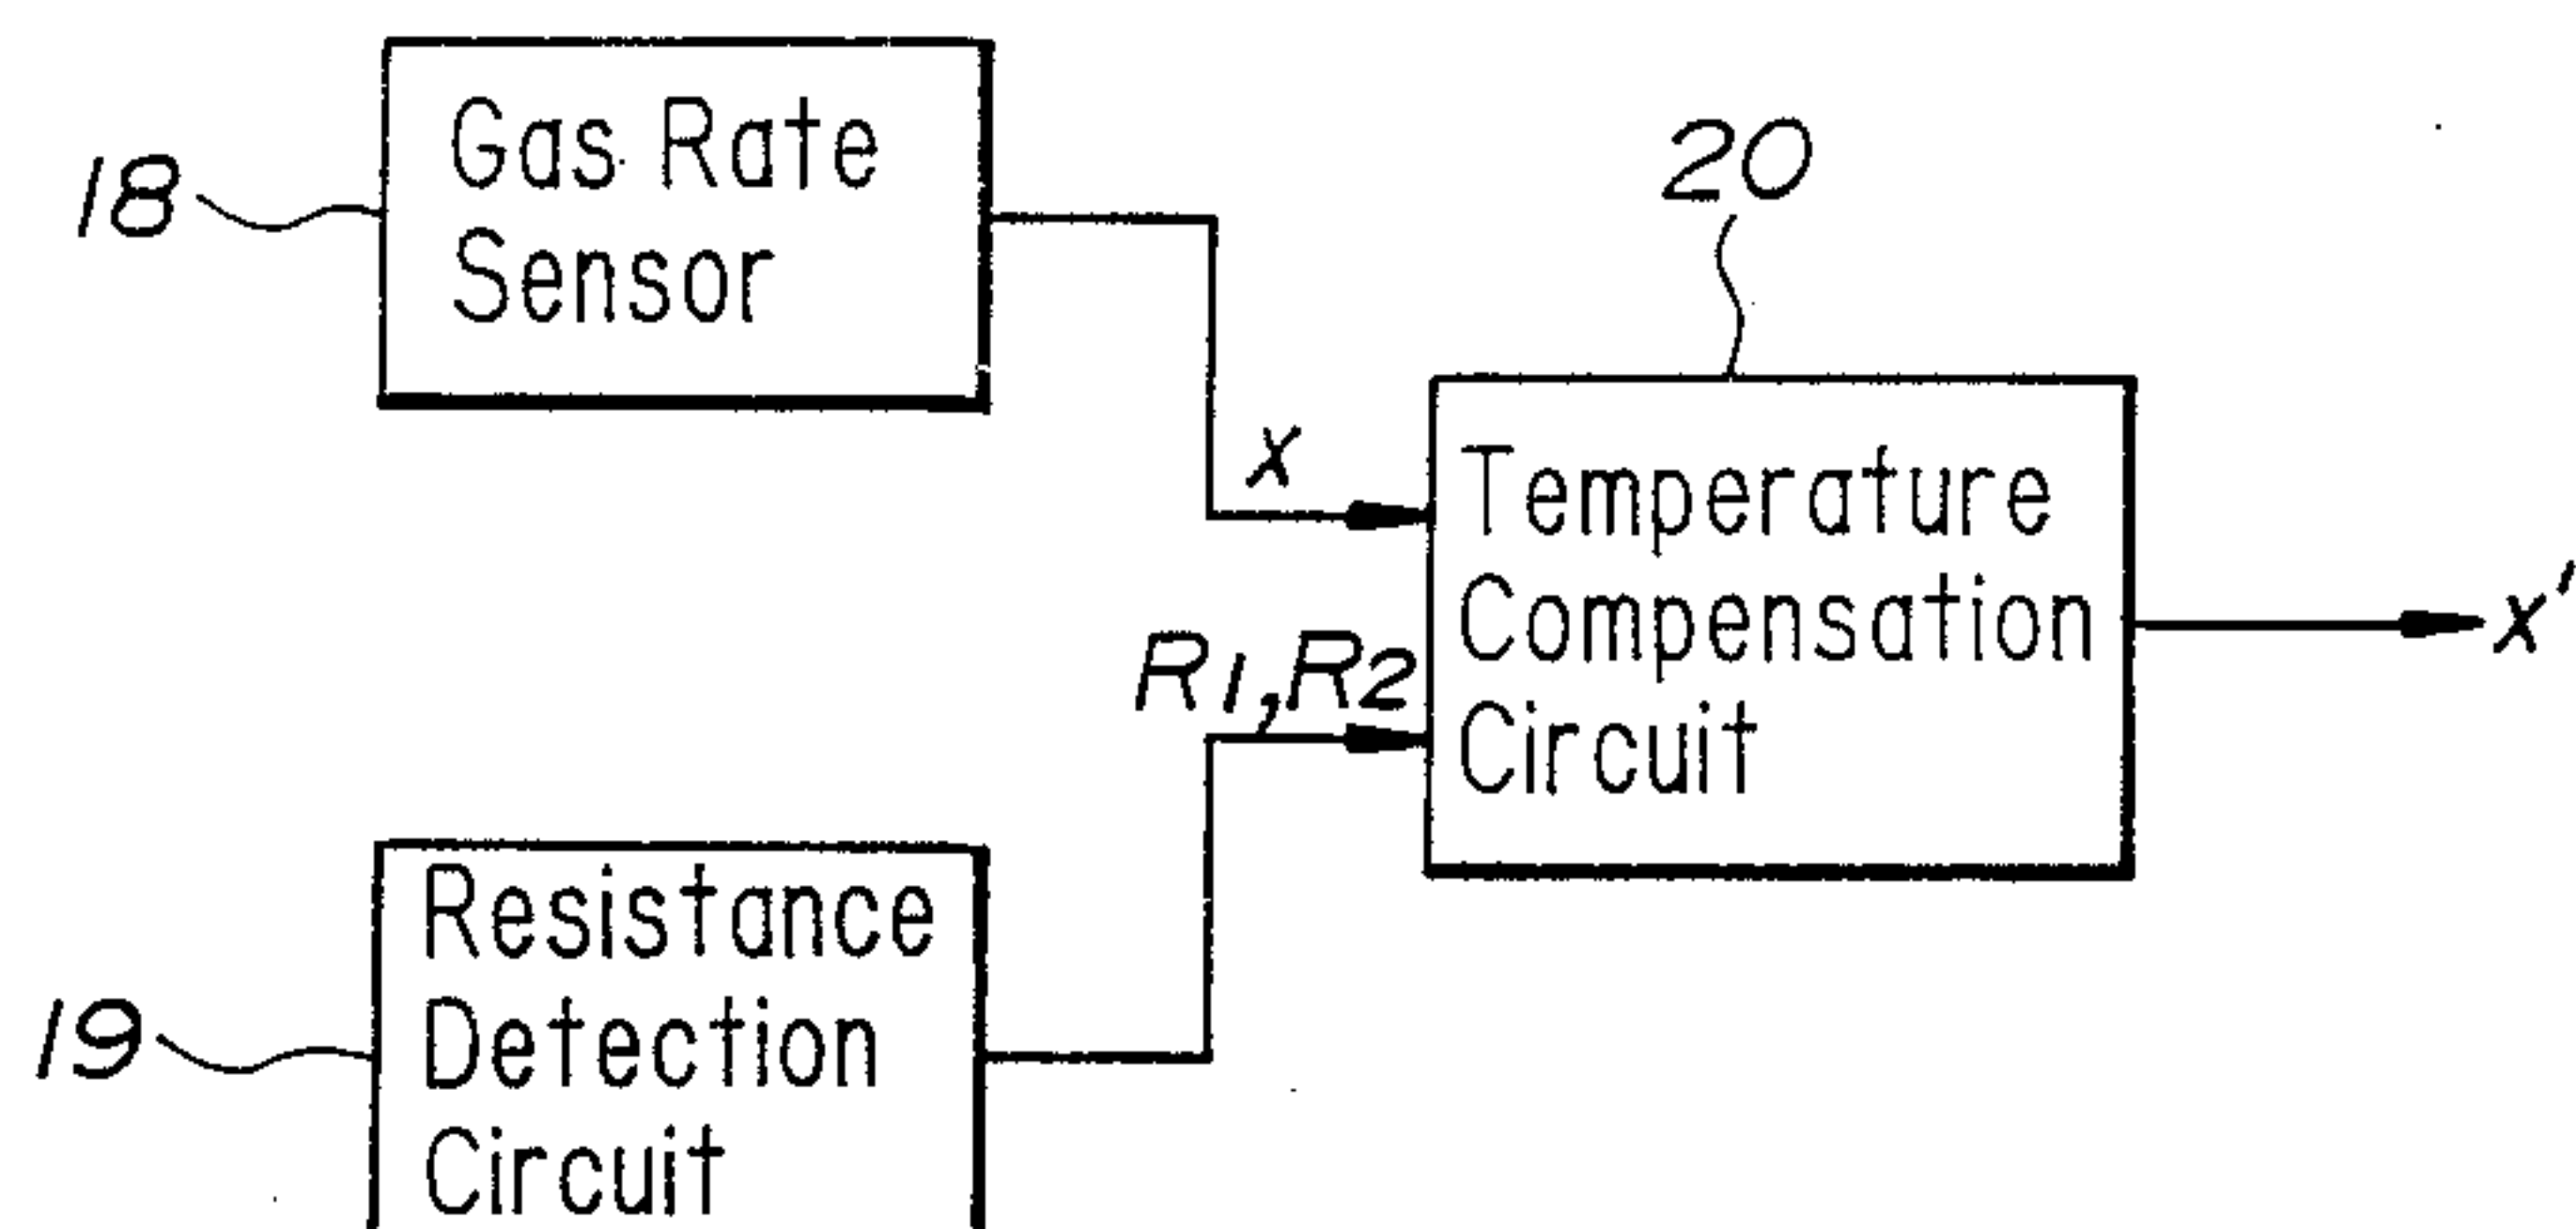 Gas Rate
Sensor
18
20
x
Temperature
Compensation
Circuit
R1,R2
x'
Resistance
Detection
Circuit
19